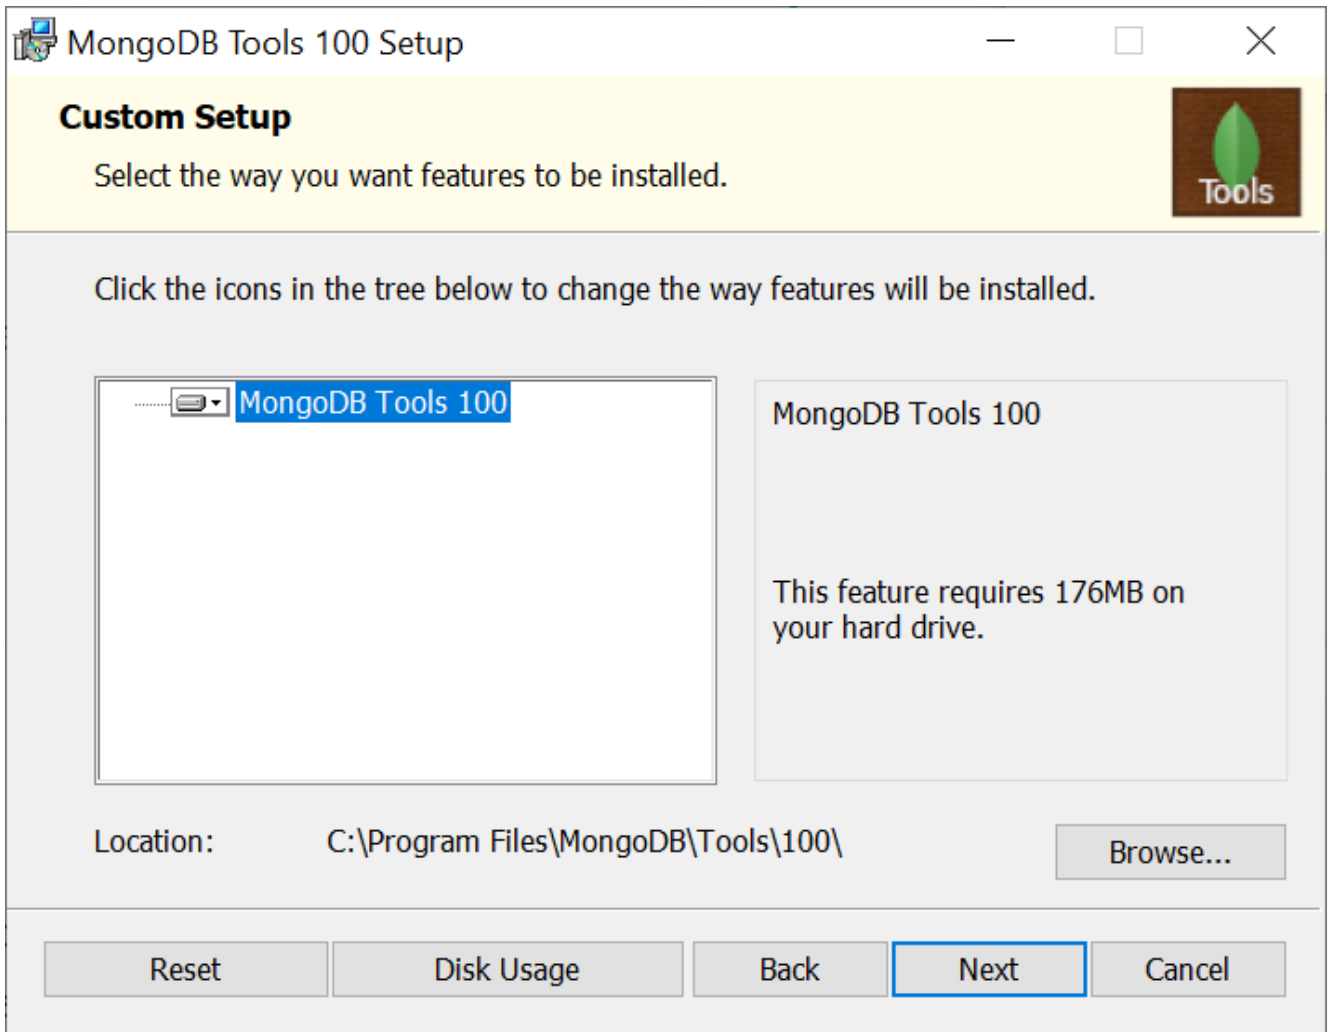 MongoDB Tools 100 Setup
Custom Setup
Select the way you want features to be installed.
Tools
Click the icons in the tree below to change the way features will be installed.
MongoDB Tools 100
MongoDB Tools 100
This feature requires 176MB on
your hard drive.
Location: C:\Program Files\MongoDB\Tools\100\
Browse...
Reset Disk Usage Back Next Cancel